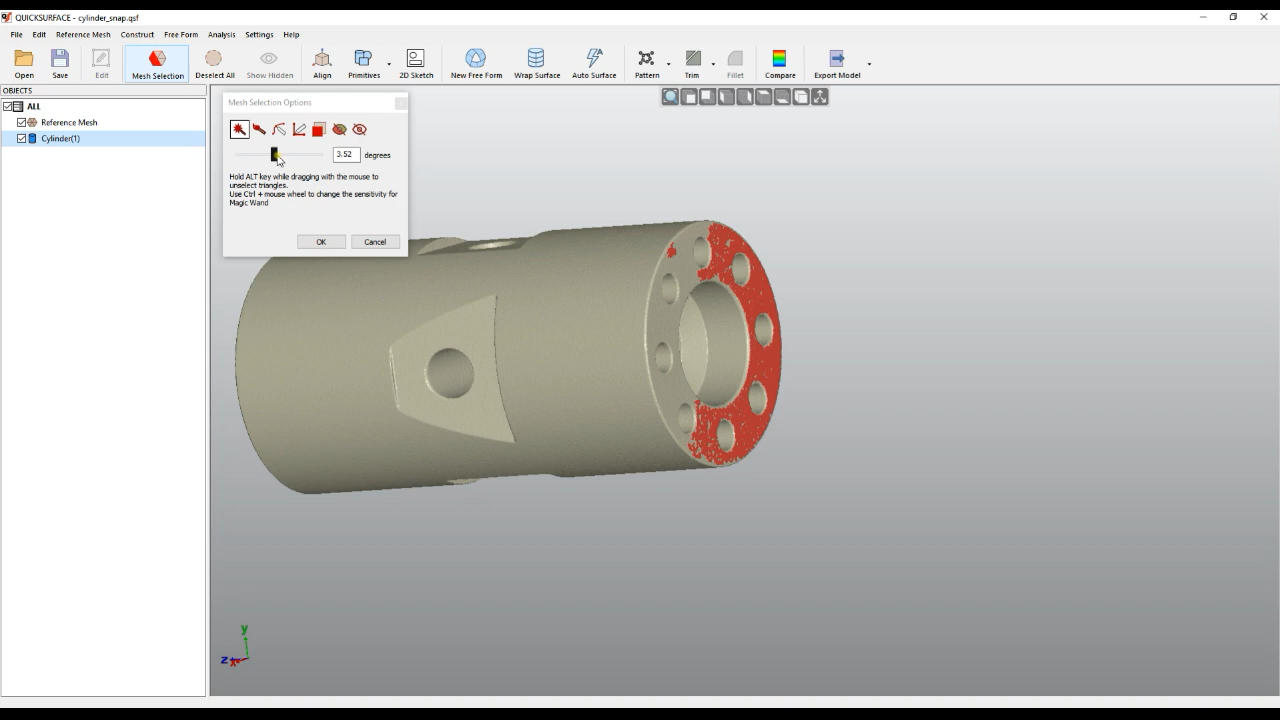 QUICKSURFACE - cylinder_snap.qsf
File Edit Reference Mesh Construct Free Form Analysis Settings Help
Open Save Edit Mesh Selection Deselect All Show Hidden Align Primitives 2D Sketch New Free Form Wrap Surface Auto Surface Pattern Trim Fillet Compare Export Model
OBJECTS
ALL
Reference Mesh
Cylinder(1)
Mesh Selection Options
3.52 degrees
Hold ALT key while dragging with the mouse to
unselect triangles.
Use Ctrl + mouse wheel to change the sensitivity for
Magic Wand
OK Cancel
y
z x